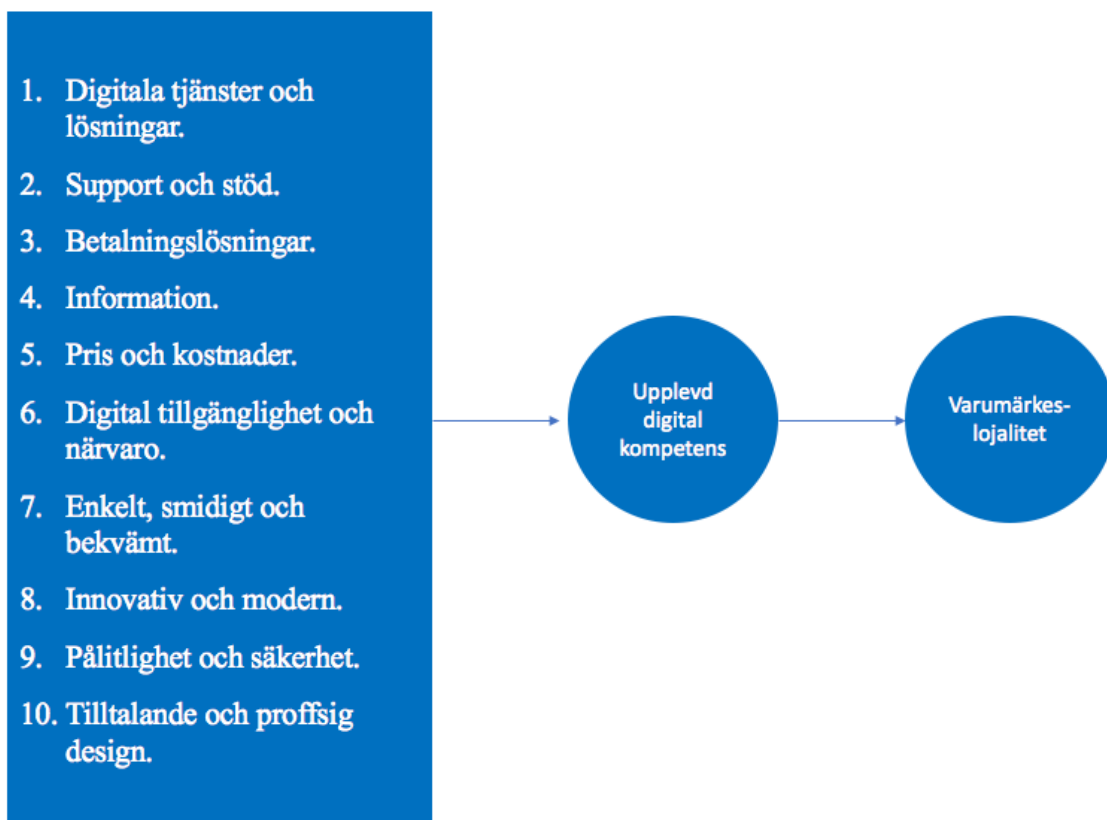 1. Digitala tjänster och
lösningar.
2. Support och stöd.
3. Betalningslösningar.
4. Information.
5. Pris och kostnader.
6. Digital tillgänglighet och
närvaro.
7. Enkelt, smidigt och
bekvämt.
8. Innovativ och modern.
9. Pålitlighet och säkerhet.
10. Tilltalande och proffsig
design.
Upplevd
digital
kompetens
Varumärkes-
lojalitet